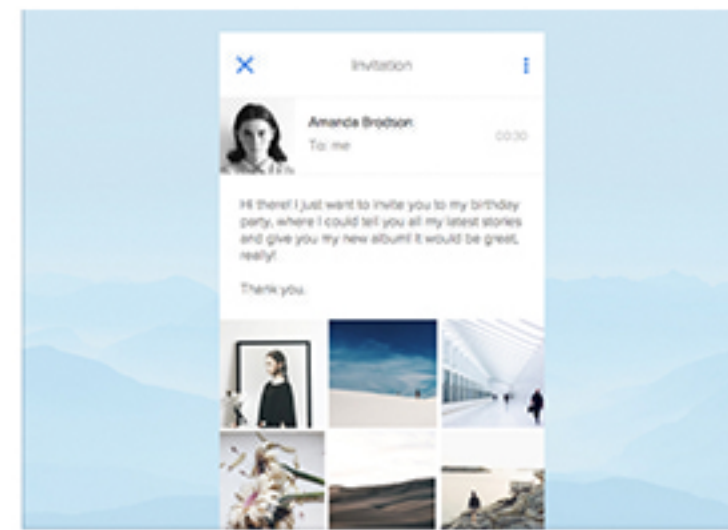 Invitation
Amanda Brodson
To: me
00:30
Hi there! I just want to invite you to my birthday
party, where I could tell you all my latest stories
and give you my new album! It would be great,
really!
Thank you.